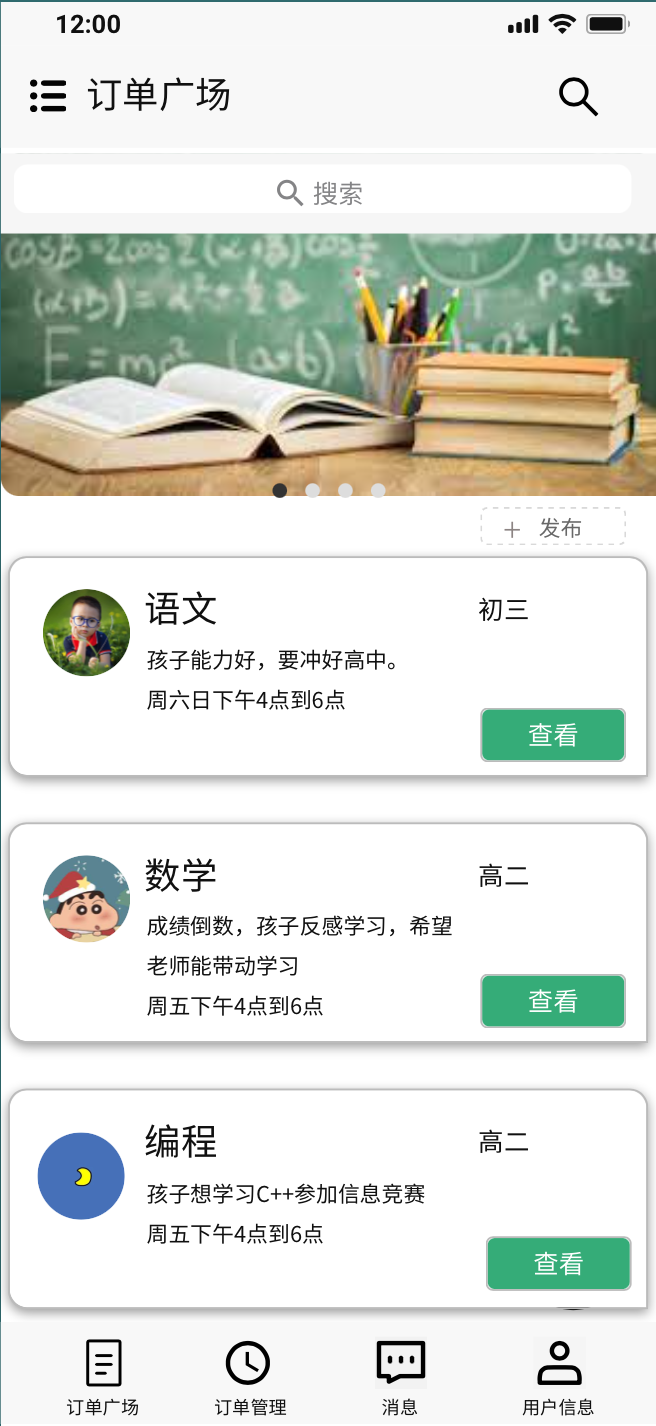 12:00
订单广场
搜索
cosβ
E=mc²
(a+b)
+ 发布
语文
初三
孩子能力好，要冲好高中。
周六日下午4点到6点
查看
数学
高二
成绩倒数，孩子反感学习，希望
老师能带动学习
周五下午4点到6点
查看
编程
高二
孩子想学习C++参加信息竞赛
周五下午4点到6点
查看
订单广场
订单管理
消息
用户信息